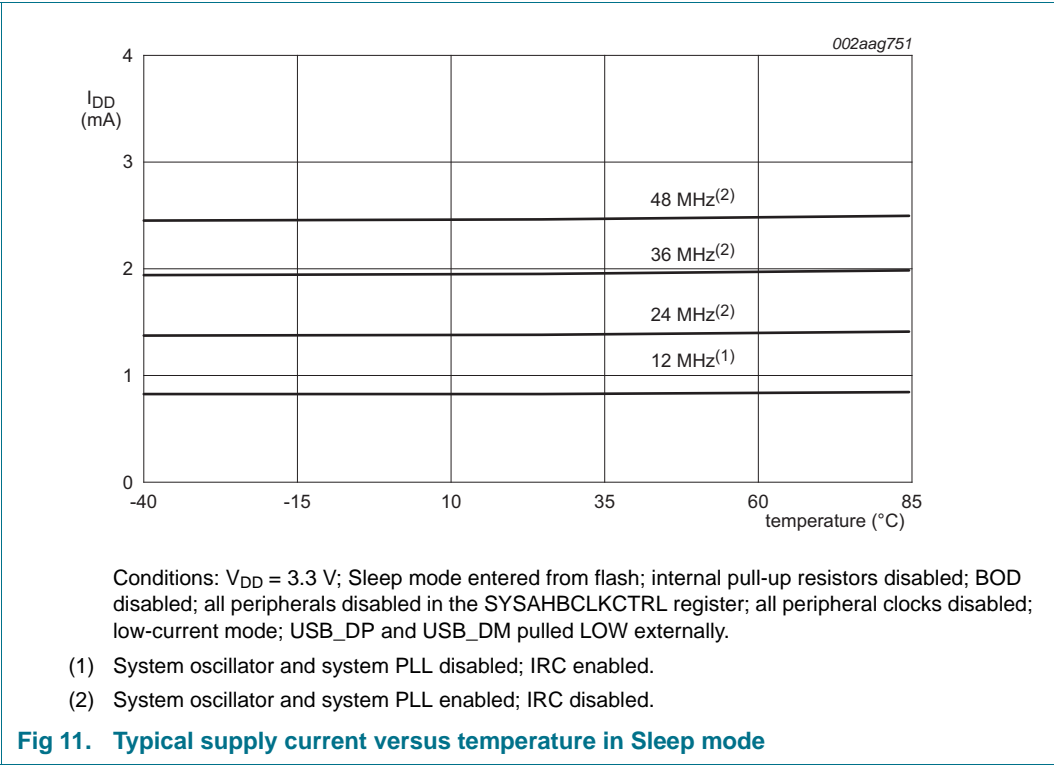 002aag751
4
IDD
(mA)
3
48 MHz(2)
36 MHz(2)
2
24 MHz(2)
12 MHz(1)
1
0
-40 -15 10 35 60 85
temperature (°C)
Conditions: VDD = 3.3 V; Sleep mode entered from flash; internal pull-up resistors disabled; BOD
disabled; all peripherals disabled in the SYSAHBCLKCTRL register; all peripheral clocks disabled;
low-current mode; USB_DP and USB_DM pulled LOW externally.
(1) System oscillator and system PLL disabled; IRC enabled.
(2) System oscillator and system PLL enabled; IRC disabled.
Fig 11. Typical supply current versus temperature in Sleep mode